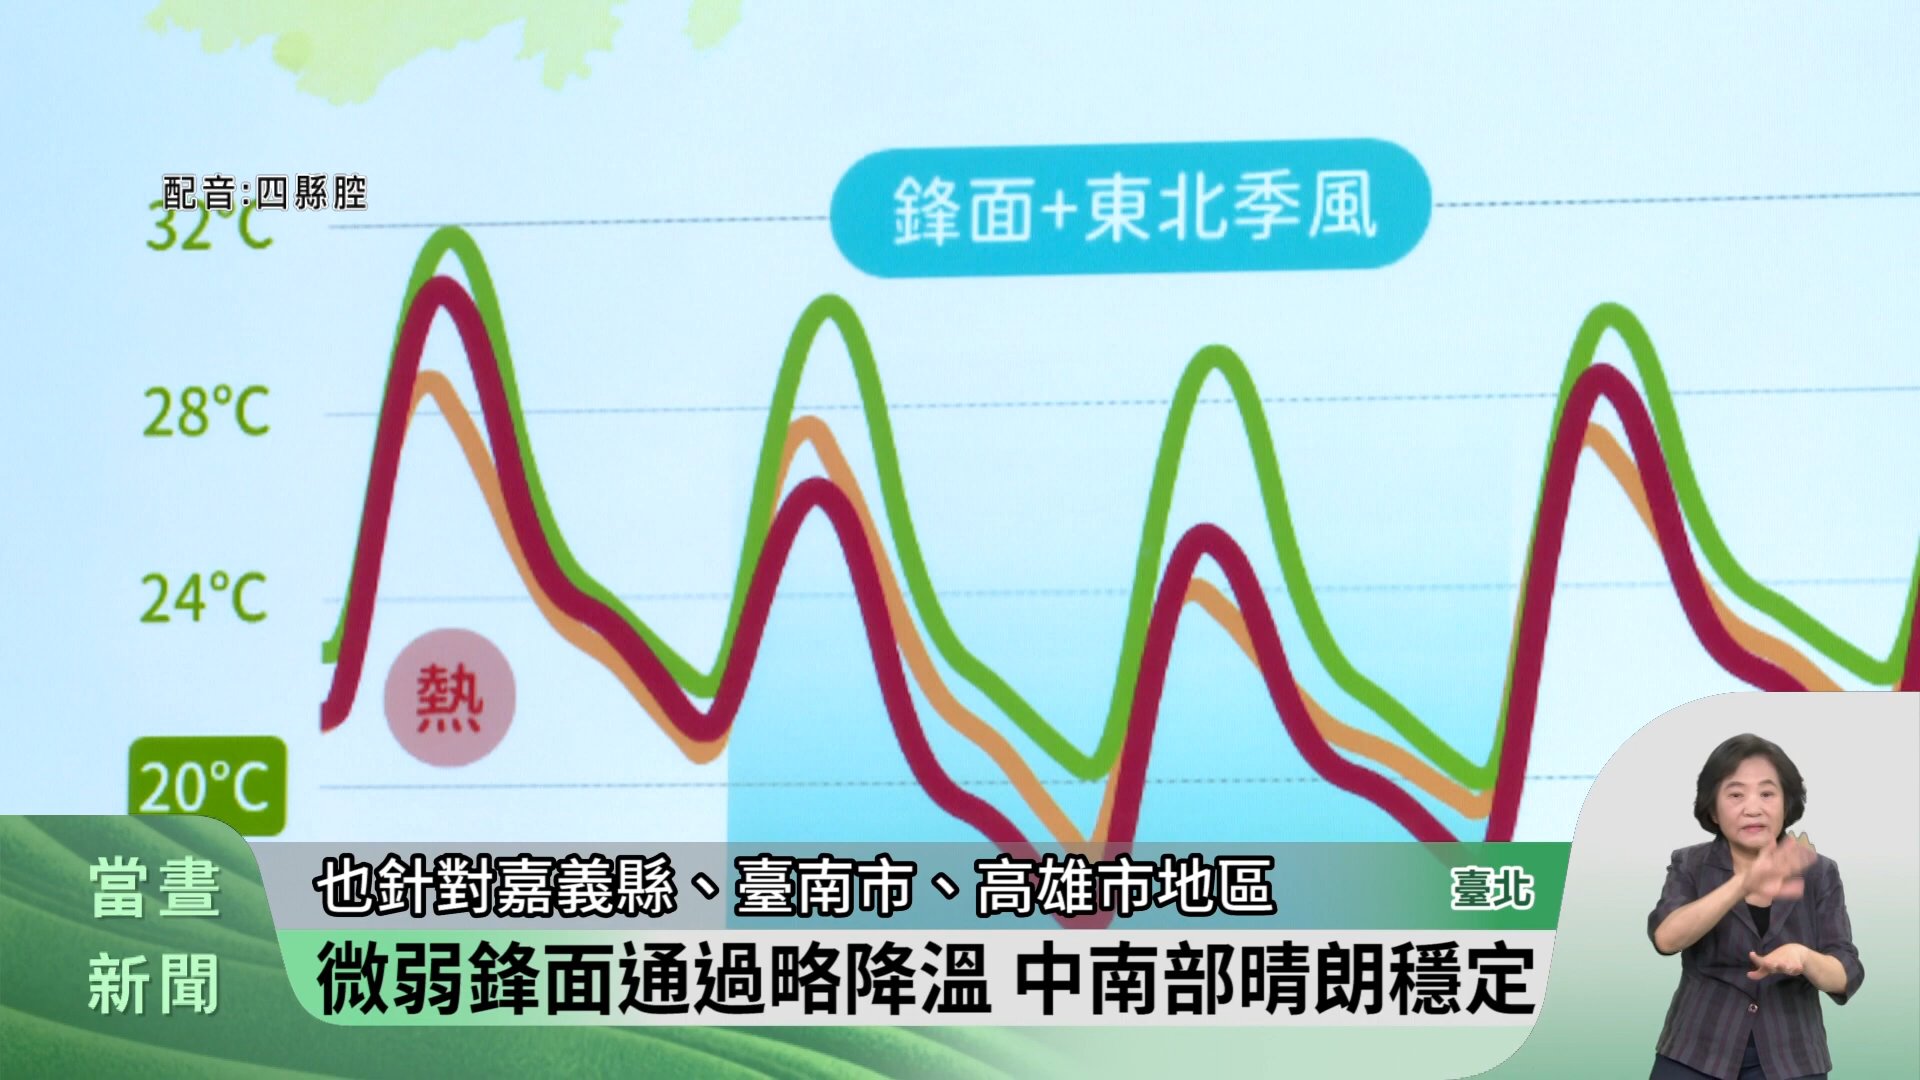 配音:四縣腔
鋒面+東北季風
32°C
28°C
24°C
熱
20°C
當晝
新聞
也針對嘉義縣、臺南市、高雄市地區
臺北
微弱鋒面通過略降溫 中南部晴朗穩定